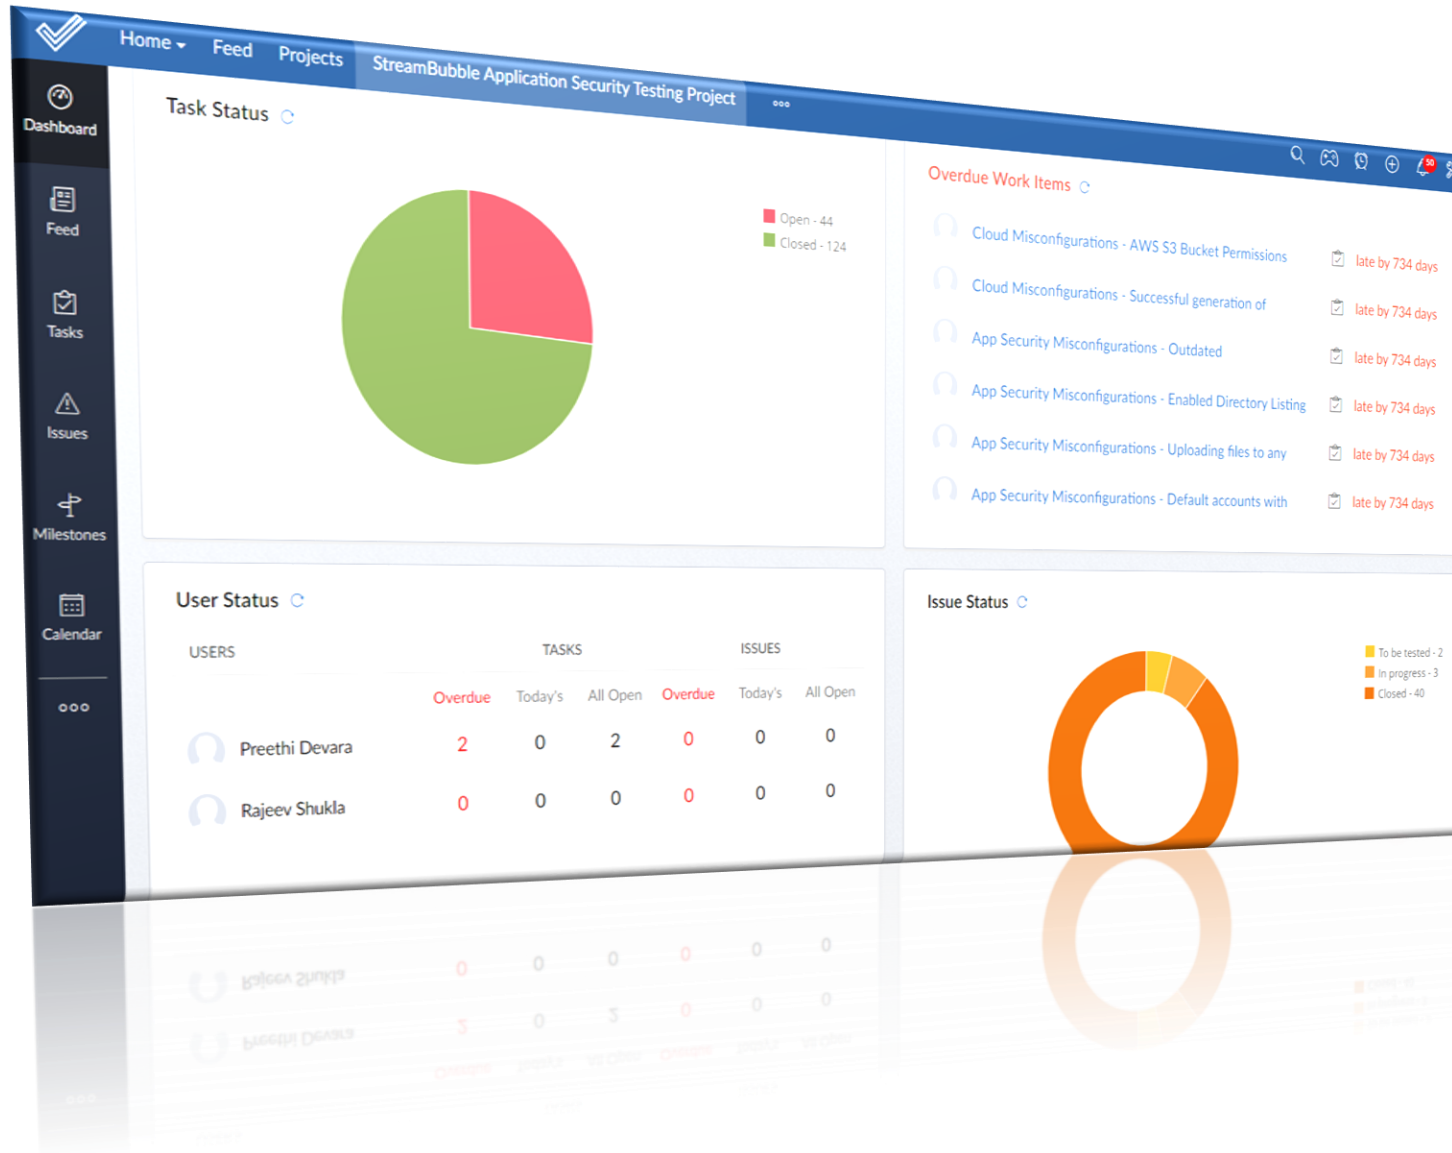 Home
Feed
Projects
StreamBubble Application Security Testing Project
50
Dashboard
Feed
Tasks
Issues
Milestones
Calendar
Task Status
Open - 44
Closed - 124
Overdue Work Items
Cloud Misconfigurations - AWS S3 Bucket Permissions late by 734 days
Cloud Misconfigurations - Successful generation of late by 734 days
App Security Misconfigurations - Outdated late by 734 days
App Security Misconfigurations - Enabled Directory Listing late by 734 days
App Security Misconfigurations - Uploading files to any late by 734 days
App Security Misconfigurations - Default accounts with late by 734 days
User Status
USERS TASKS ISSUES
Overdue Today's All Open Overdue Today's All Open
Preethi Devara 2 0 2 0 0 0
Rajeev Shukla 0 0 0 0 0 0
Issue Status
To be tested - 2
In progress - 3
Closed - 40